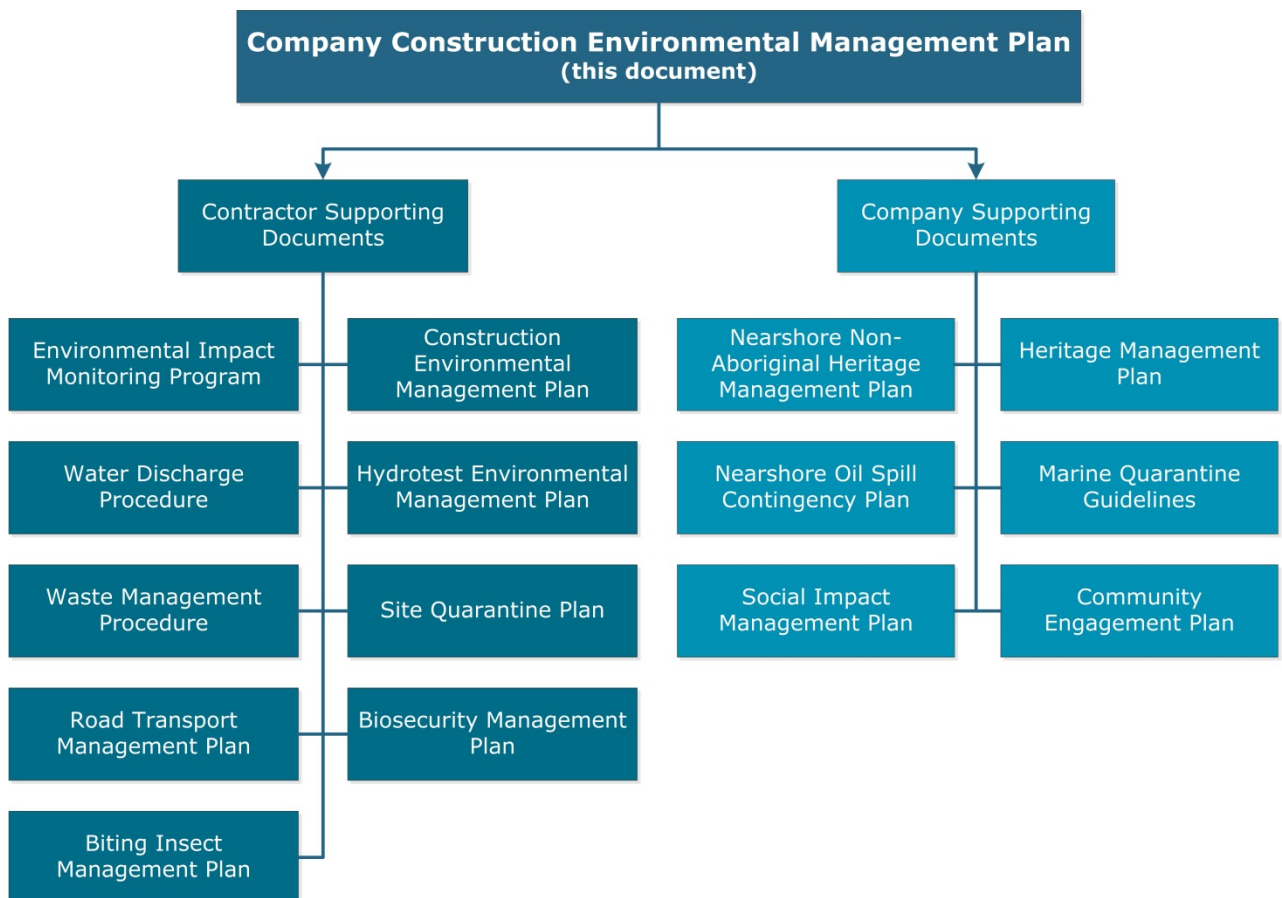 Company Construction Environmental Management Plan
(this document)
Contractor Supporting
Documents
Company Supporting
Documents
Environmental Impact
Monitoring Program
Construction
Environmental
Management Plan
Nearshore Non-
Aboriginal Heritage
Management Plan
Heritage Management
Plan
Water Discharge
Procedure
Hydrotest Environmental
Management Plan
Nearshore Oil Spill
Contingency Plan
Marine Quarantine
Guidelines
Waste Management
Procedure
Site Quarantine Plan
Social Impact
Management Plan
Community
Engagement Plan
Road Transport
Management Plan
Biosecurity Management
Plan
Biting Insect
Management Plan